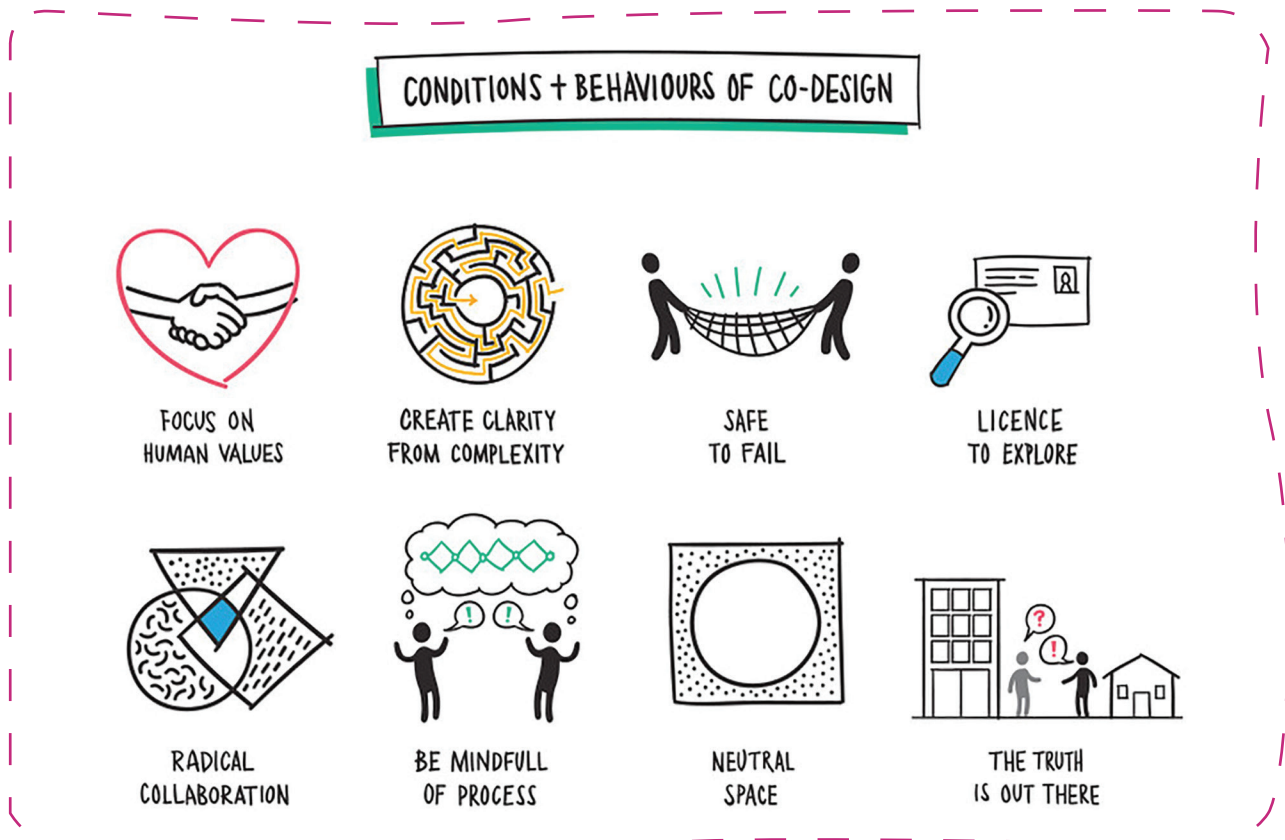 CONDITIONS + BEHAVIOURS OF CO-DESIGN
FOCUS ON
HUMAN VALUES
CREATE CLARITY
FROM COMPLEXITY
SAFE
TO FAIL
LICENCE
TO EXPLORE
! !
?
!
RADICAL
COLLABORATION
BE MINDFULL
OF PROCESS
NEUTRAL
SPACE
THE TRUTH
IS OUT THERE